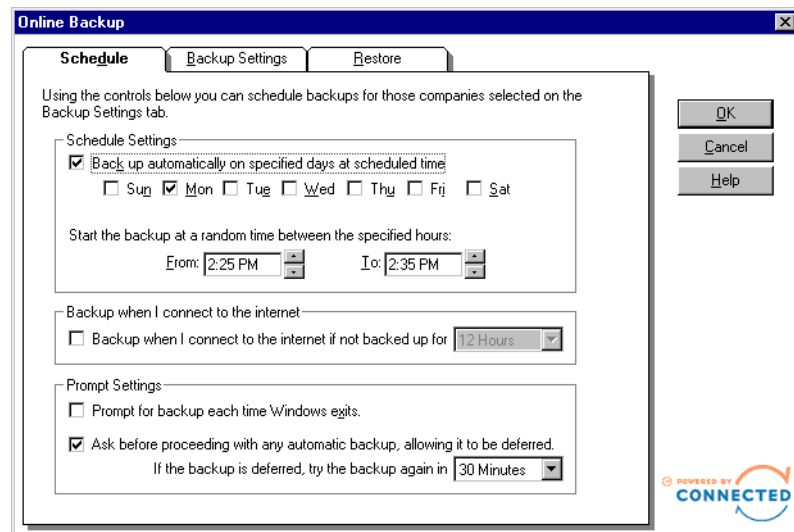 Online Backup
Schedule Backup Settings Restore
Using the controls below you can schedule backups for those companies selected on the
Backup Settings tab.
OK
Cancel
Help
Schedule Settings
Back up automatically on specified days at scheduled time
Sun Mon Tue Wed Thu Fri Sat
Start the backup at a random time between the specified hours:
From: 2:25 PM To: 2:35 PM
Backup when I connect to the internet
Backup when I connect to the internet if not backed up for 12 Hours
Prompt Settings
Prompt for backup each time Windows exits.
Ask before proceeding with any automatic backup, allowing it to be deferred.
If the backup is deferred, try the backup again in 30 Minutes
POWERED BY
CONNECTED